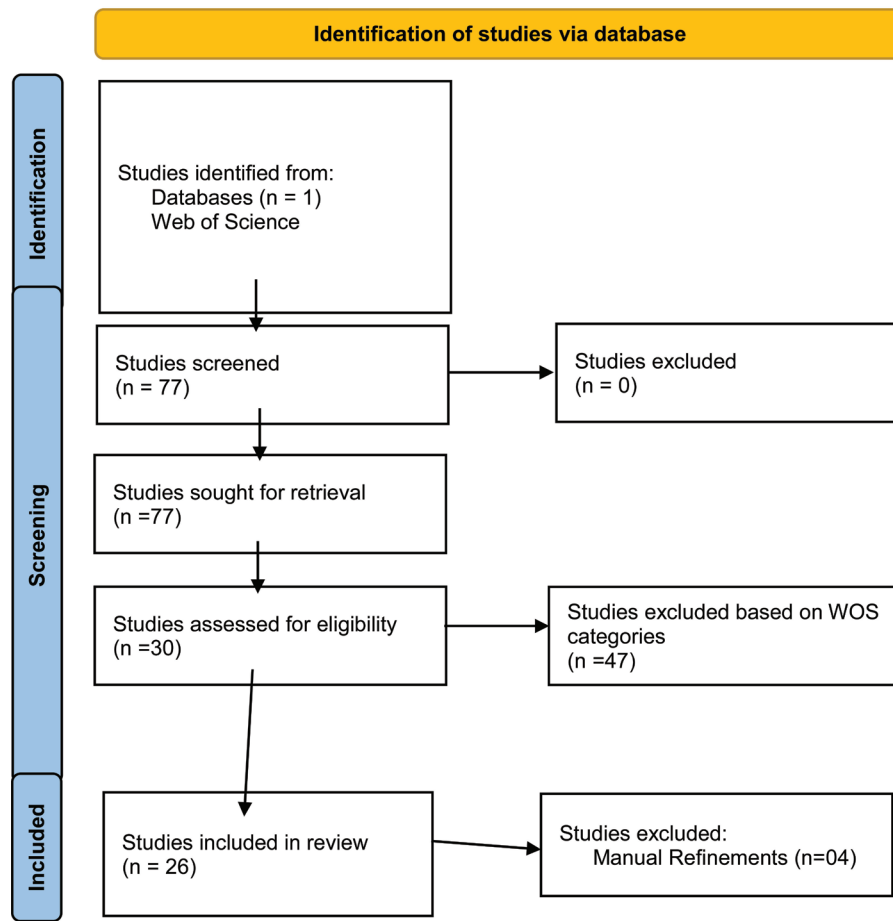 Identification of studies via database
Identification
Studies identified from:
Databases (n = 1)
Web of Science
Screening
Studies screened
(n = 77)
Studies excluded
(n = 0)
Studies sought for retrieval
(n =77)
Studies assessed for eligibility
(n =30)
Studies excluded based on WOS
categories
(n =47)
Included
Studies included in review
(n = 26)
Studies excluded:
Manual Refinements (n=04)